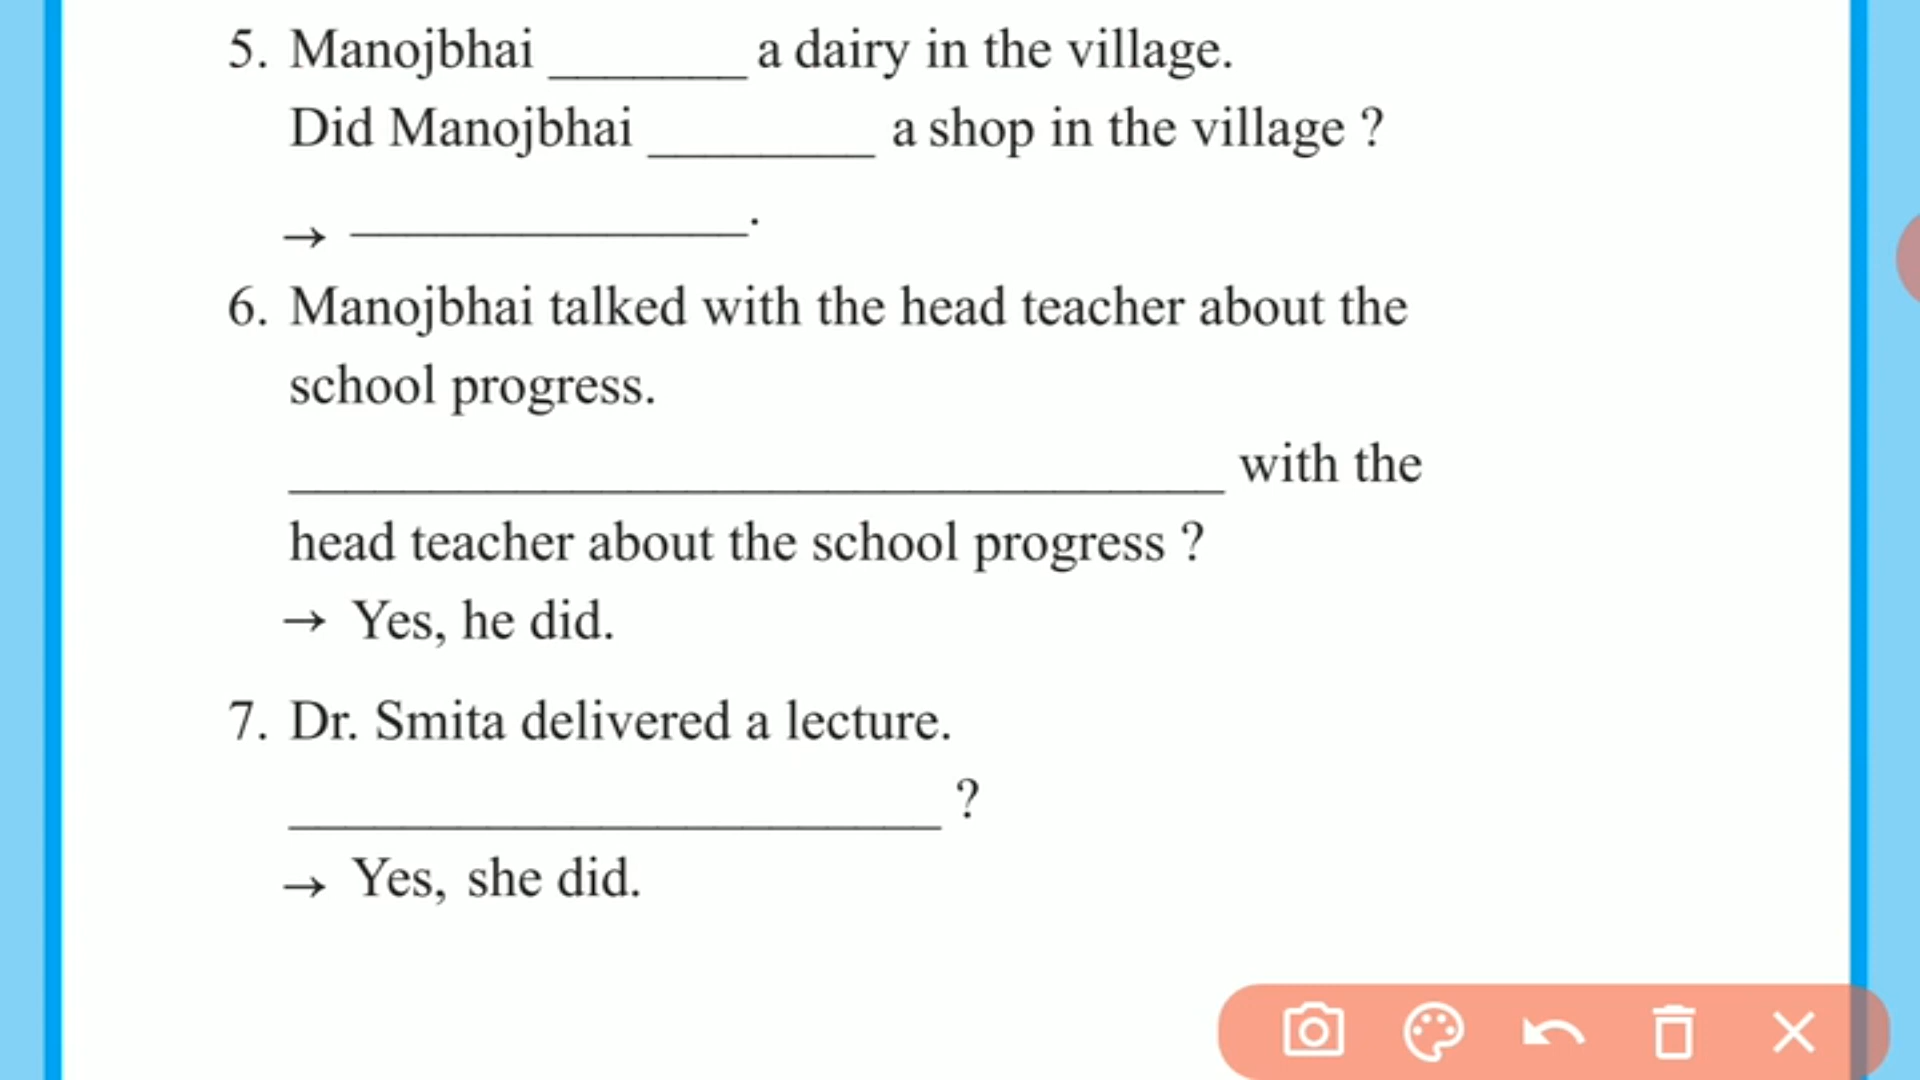 5. Manojbhai _______ a dairy in the village.
Did Manojbhai ________ a shop in the village ?
→ ______________.
6. Manojbhai talked with the head teacher about the
school progress.
_________________________________ with the
head teacher about the school progress ?
→ Yes, he did.
7. Dr. Smita delivered a lecture.
_______________________ ?
→ Yes, she did.